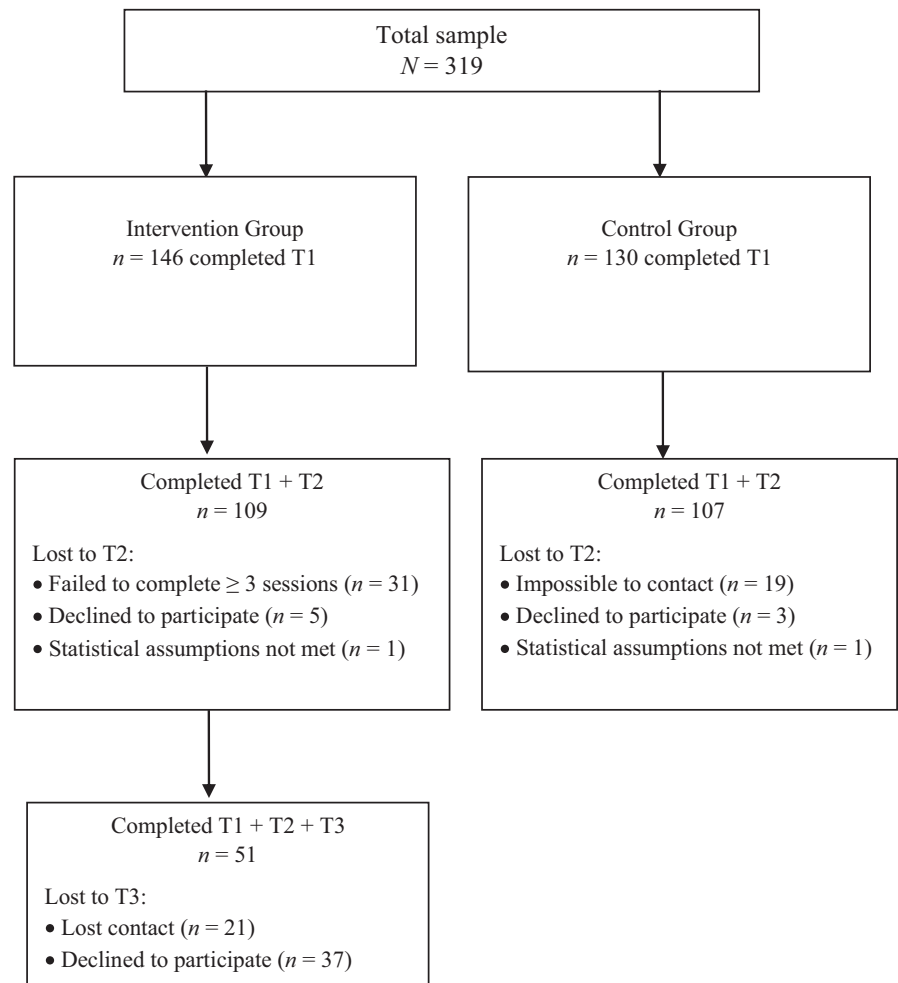 Total sample
N = 319
Intervention Group
n = 146 completed T1
Control Group
n = 130 completed T1
Completed T1 + T2
n = 109
Lost to T2:
• Failed to complete ≥ 3 sessions (n = 31)
• Declined to participate (n = 5)
• Statistical assumptions not met (n = 1)
Completed T1 + T2
n = 107
Lost to T2:
• Impossible to contact (n = 19)
• Declined to participate (n = 3)
• Statistical assumptions not met (n = 1)
Completed T1 + T2 + T3
n = 51
Lost to T3:
• Lost contact (n = 21)
• Declined to participate (n = 37)